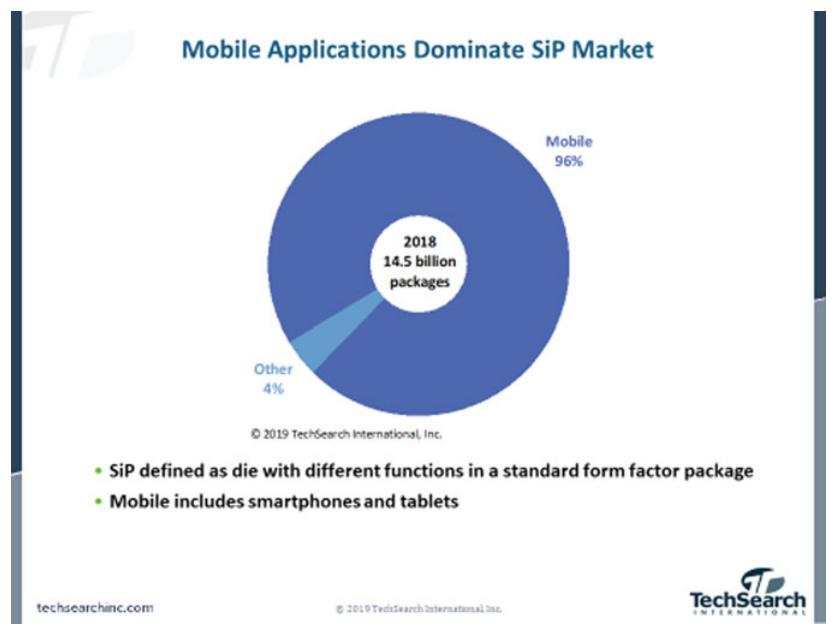 Mobile Applications Dominate SiP Market
Mobile
96%
2018
14.5 billion
packages
Other
4%
© 2019 TechSearch International, Inc.
• SiP defined as die with different functions in a standard form factor package
• Mobile includes smartphones and tablets
techsearchinc.com
© 2019 TechSearch International, Inc.
TechSearch
INTERNATIONAL